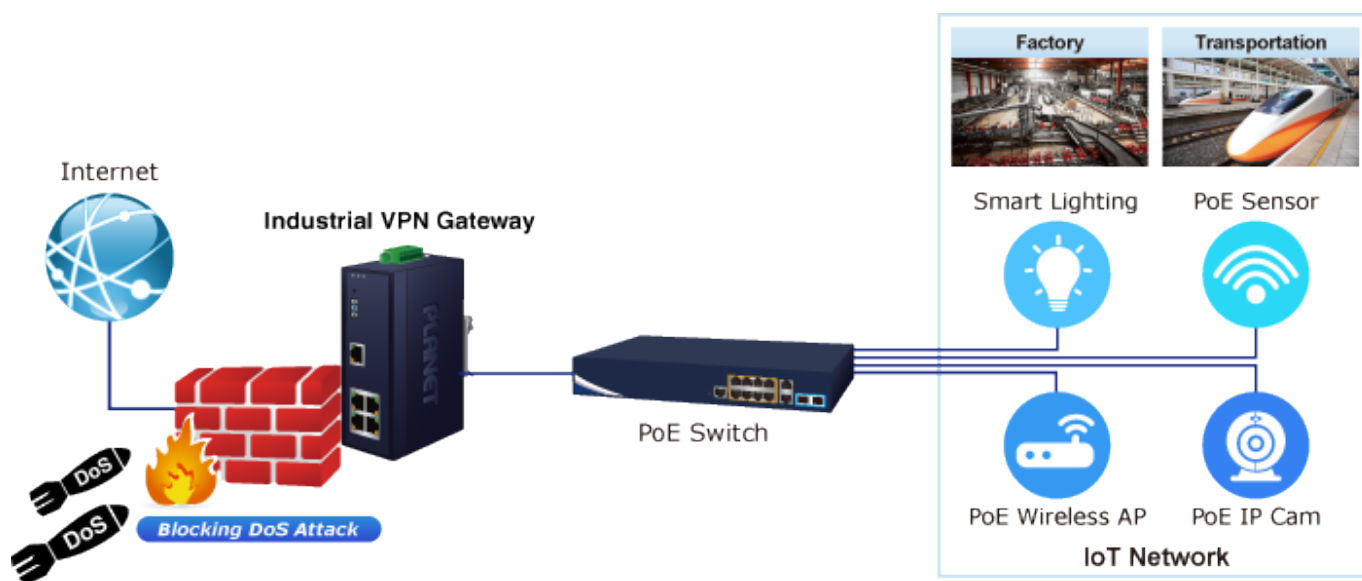 Factory
Transportation
Internet
Smart Lighting
PoE Sensor
Industrial VPN Gateway
PLANET
PoE Switch
DoS
DoS
Blocking DoS Attack
PoE Wireless AP
PoE IP Cam
IoT Network